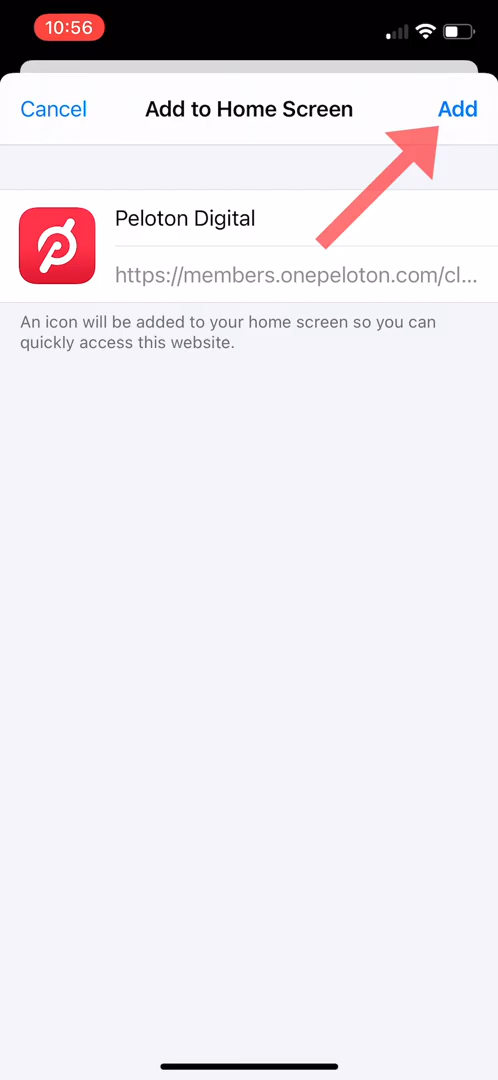 10:56
Cancel
Add to Home Screen
Add
Peloton Digital
https://members.onepeloton.com/cl...
An icon will be added to your home screen so you can
quickly access this website.